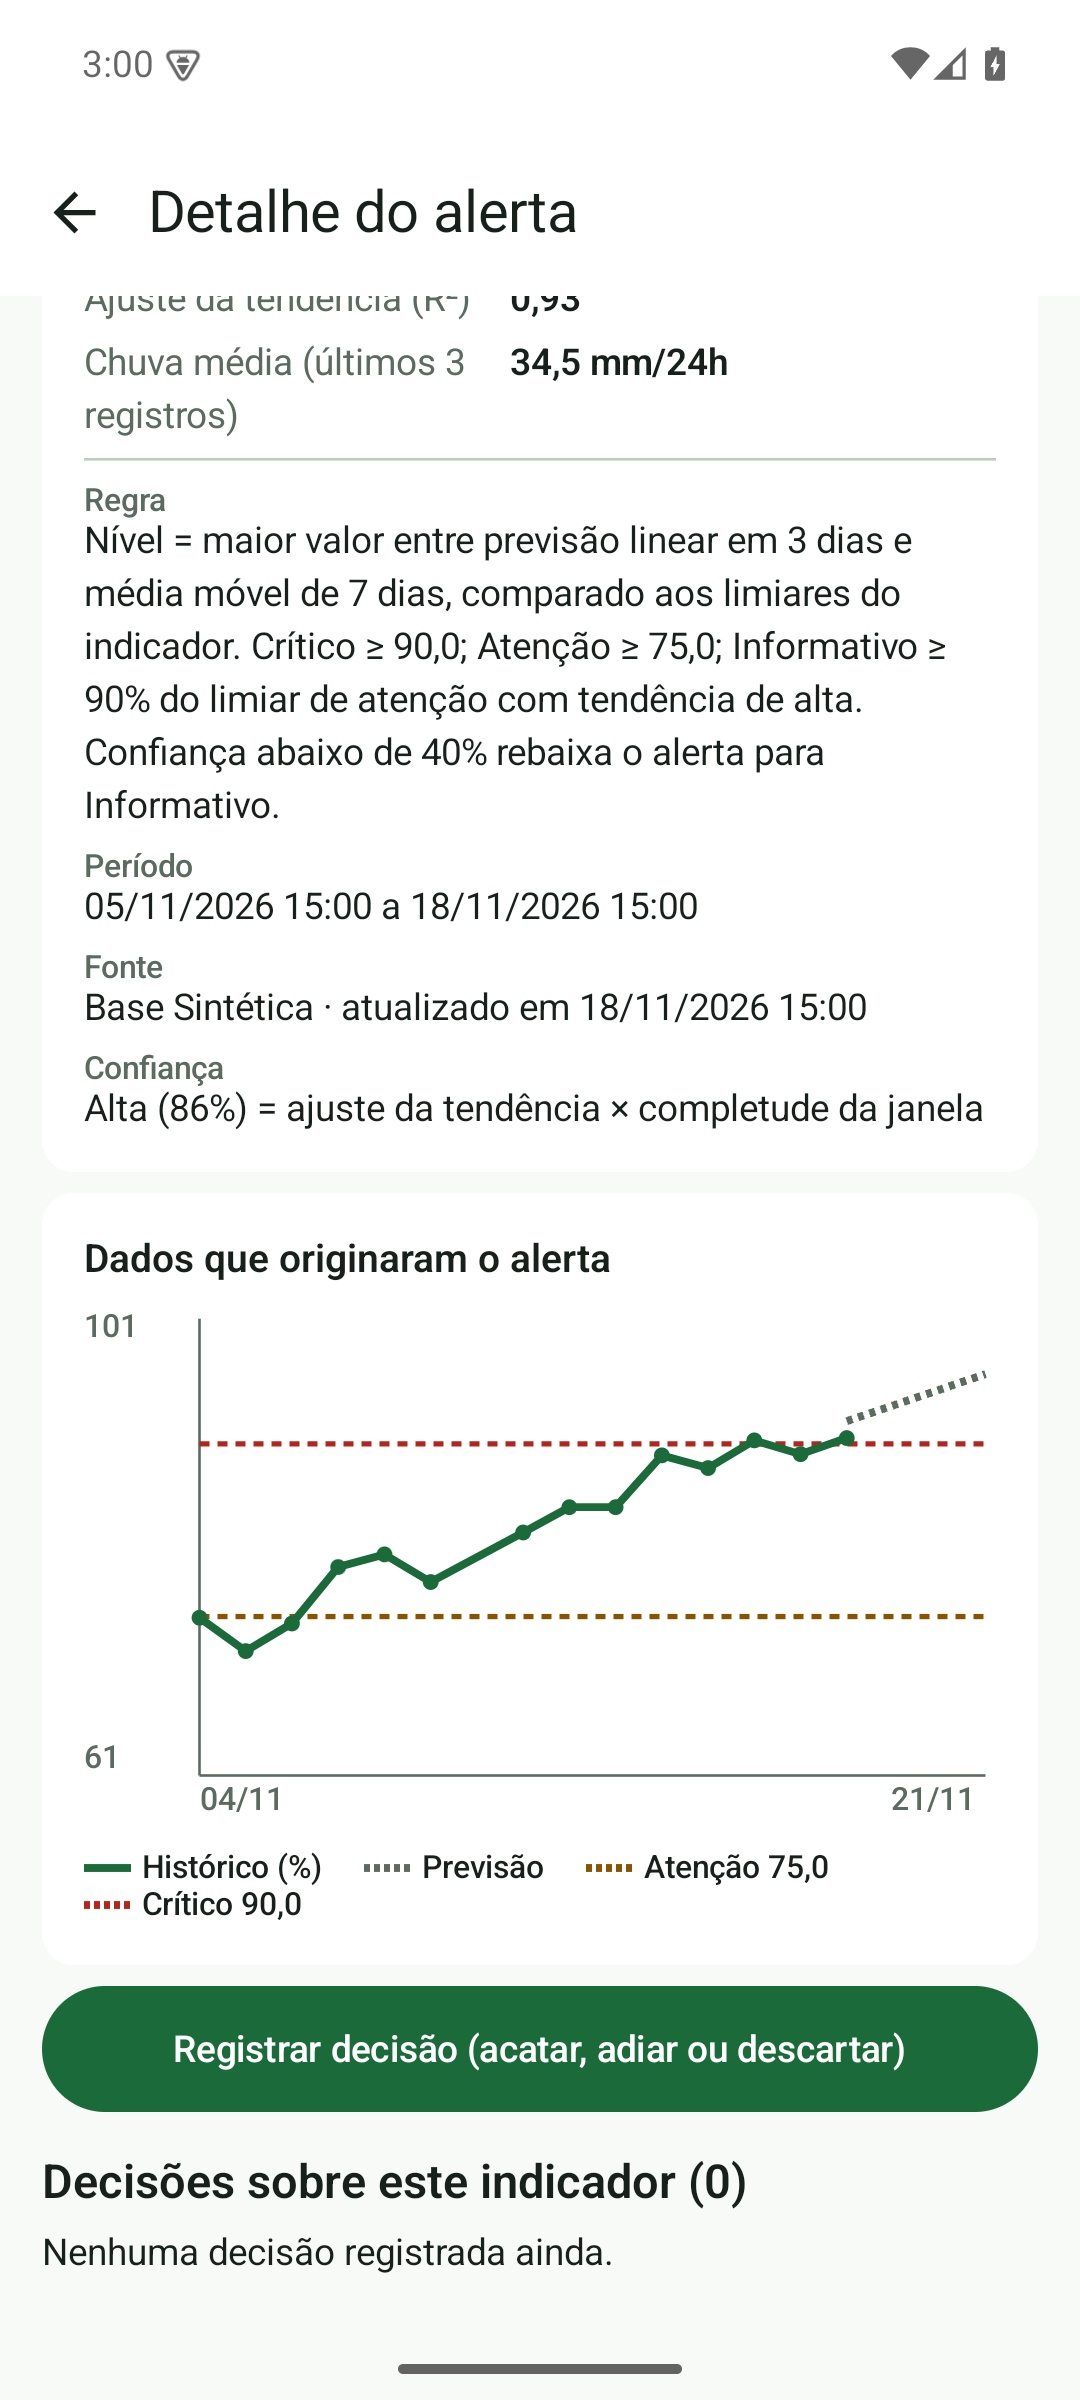 3:00
Detalhe do alerta
Ajuste da tendência (R²) 0,93
Chuva média (últimos 3 34,5 mm/24h
registros)
Regra
Nível = maior valor entre previsão linear em 3 dias e
média móvel de 7 dias, comparado aos limiares do
indicador. Crítico ≥ 90,0; Atenção ≥ 75,0; Informativo ≥
90% do limiar de atenção com tendência de alta.
Confiança abaixo de 40% rebaixa o alerta para
Informativo.
Período
05/11/2026 15:00 a 18/11/2026 15:00
Fonte
Base Sintética · atualizado em 18/11/2026 15:00
Confiança
Alta (86%) = ajuste da tendência × completude da janela
Dados que originaram o alerta
101
61
04/11 21/11
Histórico (%) Previsão Atenção 75,0
Crítico 90,0
Registrar decisão (acatar, adiar ou descartar)
Decisões sobre este indicador (0)
Nenhuma decisão registrada ainda.